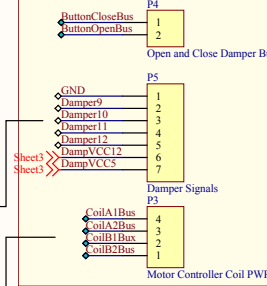 P4
ButtonCloseBus 1
ButtonOpenBus 2
Open and Close Damper B
P5
GND 1
Damper9 2
Damper10 3
Damper11 4
Damper12 5
Sheet3 DampVCC12 6
Sheet3 DampVCC5 7
Damper Signals
P3
CoilA1Bus 4
CoilA2Bus 3
CoilB1Bux 2
CoilB2Bus 1
Motor Controller Coil PW